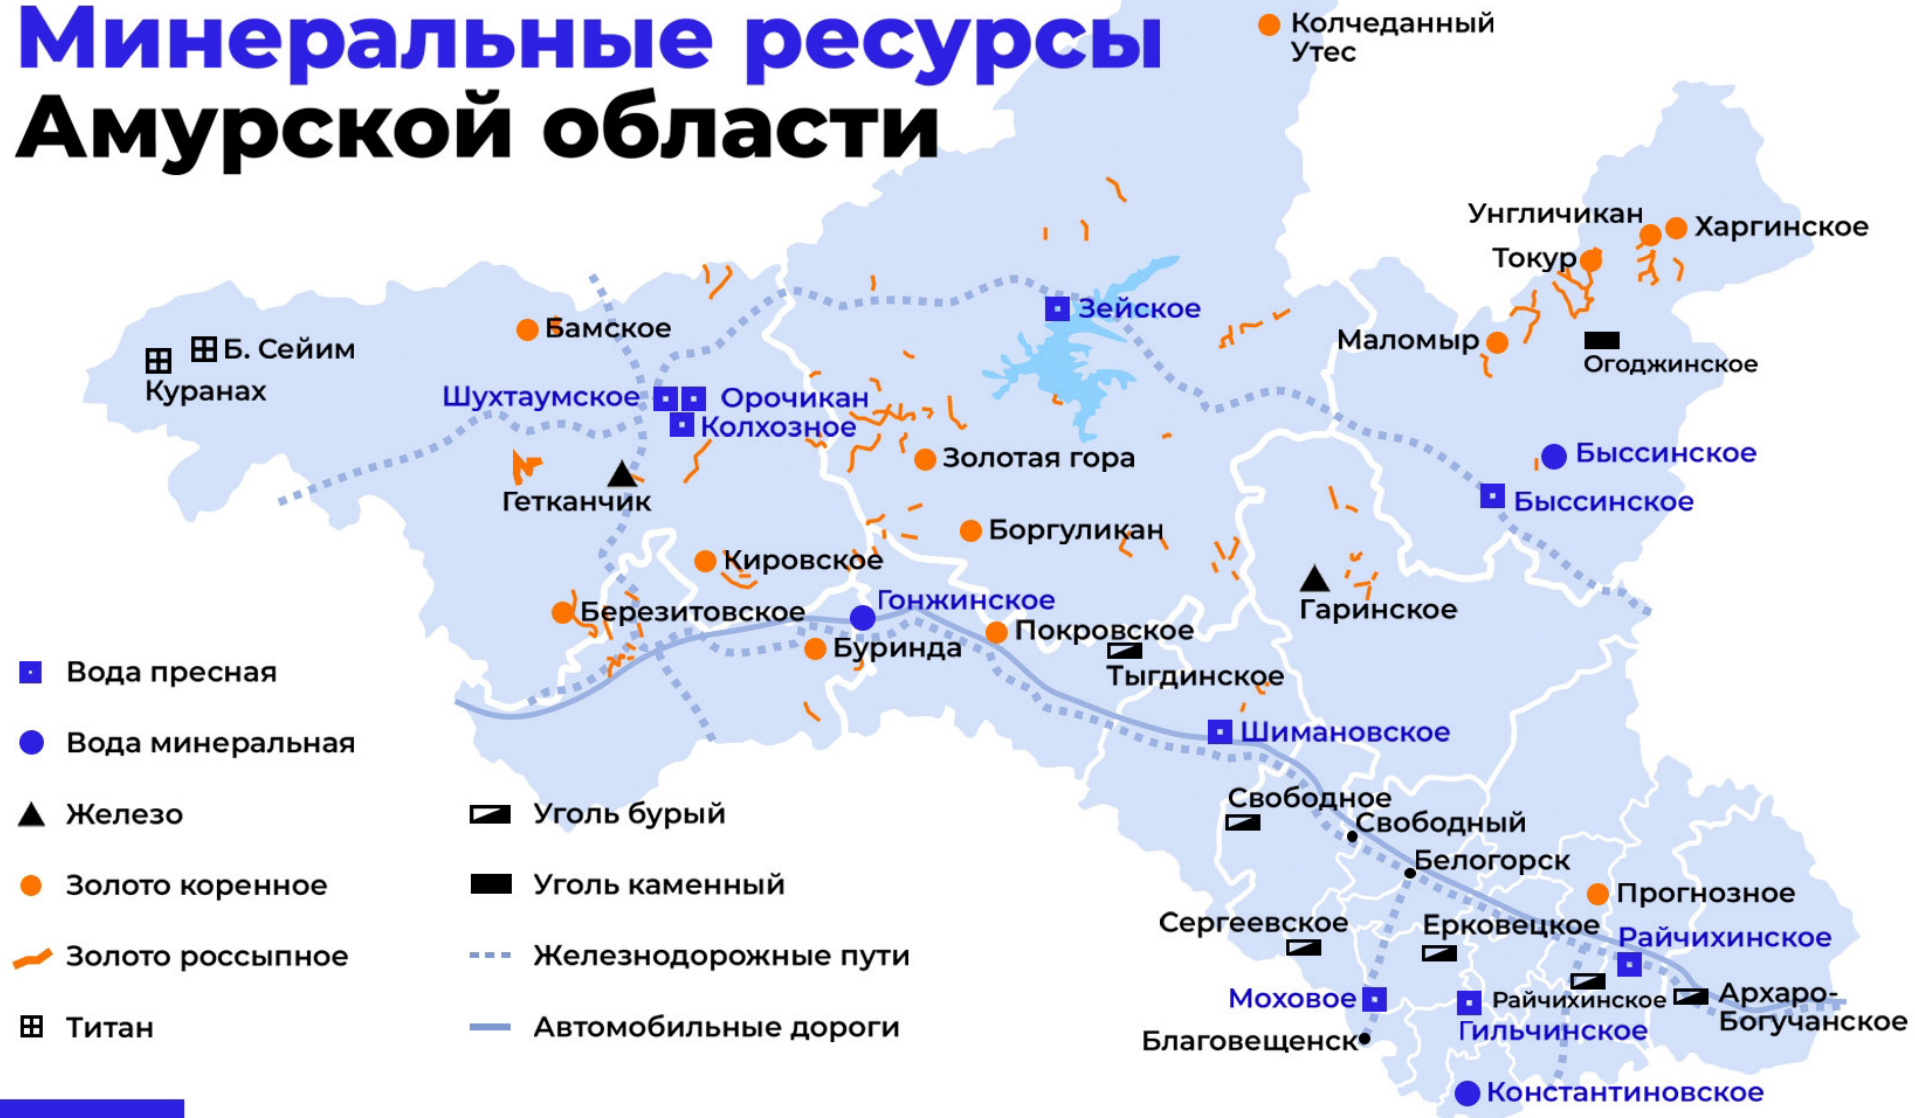 Минеральные ресурсы
Амурской области
Колчеданный
Утес
Унгличикан
Харгинское
Токур
Зейское
Бамское
Маломыр
Б. Сейим
Огоджинское
Куранах
Шухтаумское
Орочикан
Колхозное
Быссинское
Золотая гора
Гетканчик
Быссинское
Боргуликан
Кировское
Гонжинское
Гаринское
Березитовское
Покровское
Буринда
Тыгдинское
Шимановское
Свободное
Свободный
Белогорск
Прогнозное
Сергеевское
Ерковецкое
Райчихинское
Моховое
Райчихинское
Архаро-
Богучанское
Гильчинское
Благовещенск
Константиновское
Вода пресная
Вода минеральная
Железо
Золото коренное
Золото россыпное
Титан
Уголь бурый
Уголь каменный
Железнодорожные пути
Автомобильные дороги